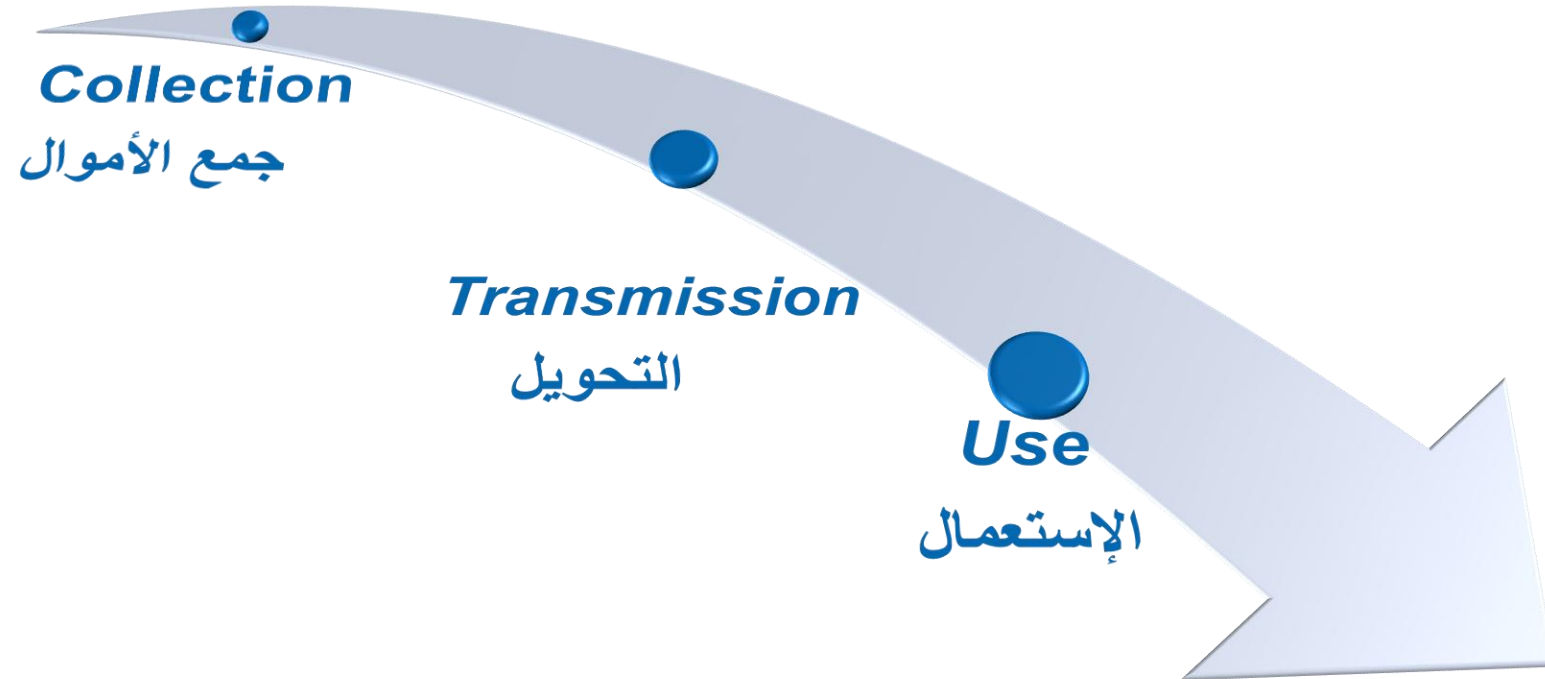 Collection
جمع الأموال
Transmission
التحويل
Use
الإستعمال